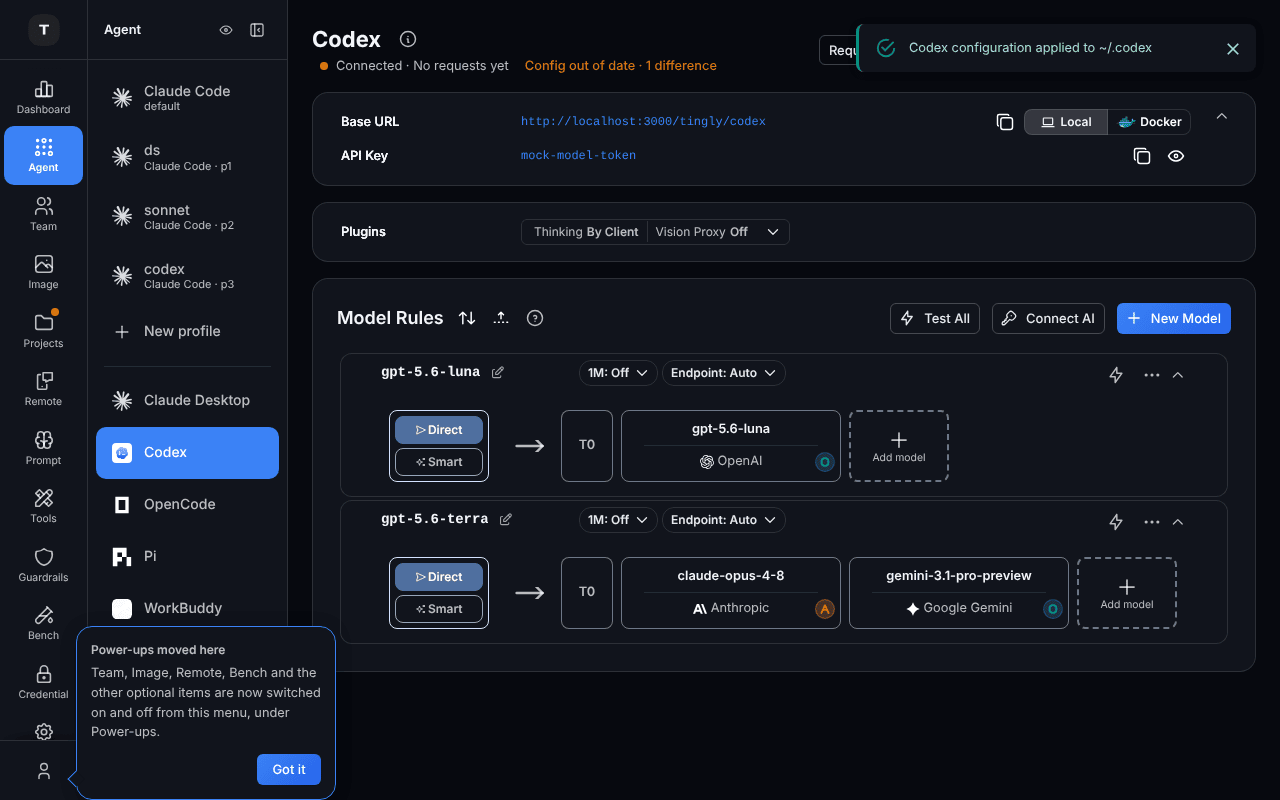 T
Dashboard
Agent
Team
Image
Projects
Remote
Prompt
Tools
Guardrails
Bench
Credential
Agent
Claude Code
default
ds
Claude Code · p1
sonnet
Claude Code · p2
codex
Claude Code · p3
New profile
Claude Desktop
Codex
OpenCode
Pi
WorkBuddy
Power-ups moved here
Team, Image, Remote, Bench and the
other optional items are now switched
on and off from this menu, under
Power-ups.
Got it
Codex
Connected · No requests yet
Config out of date · 1 difference
Codex configuration applied to ~/.codex
Base URL
http://localhost:3000/tingly/codex
Local
Docker
API Key
mock-model-token
Plugins
Thinking By Client
Vision Proxy Off
Model Rules
Test All
Connect AI
New Model
gpt-5.6-luna
1M: Off
Endpoint: Auto
Direct
Smart
T0
gpt-5.6-luna
OpenAI
O
Add model
gpt-5.6-terra
1M: Off
Endpoint: Auto
Direct
Smart
T0
claude-opus-4-8
Anthropic
A
gemini-3.1-pro-preview
Google Gemini
O
Add model